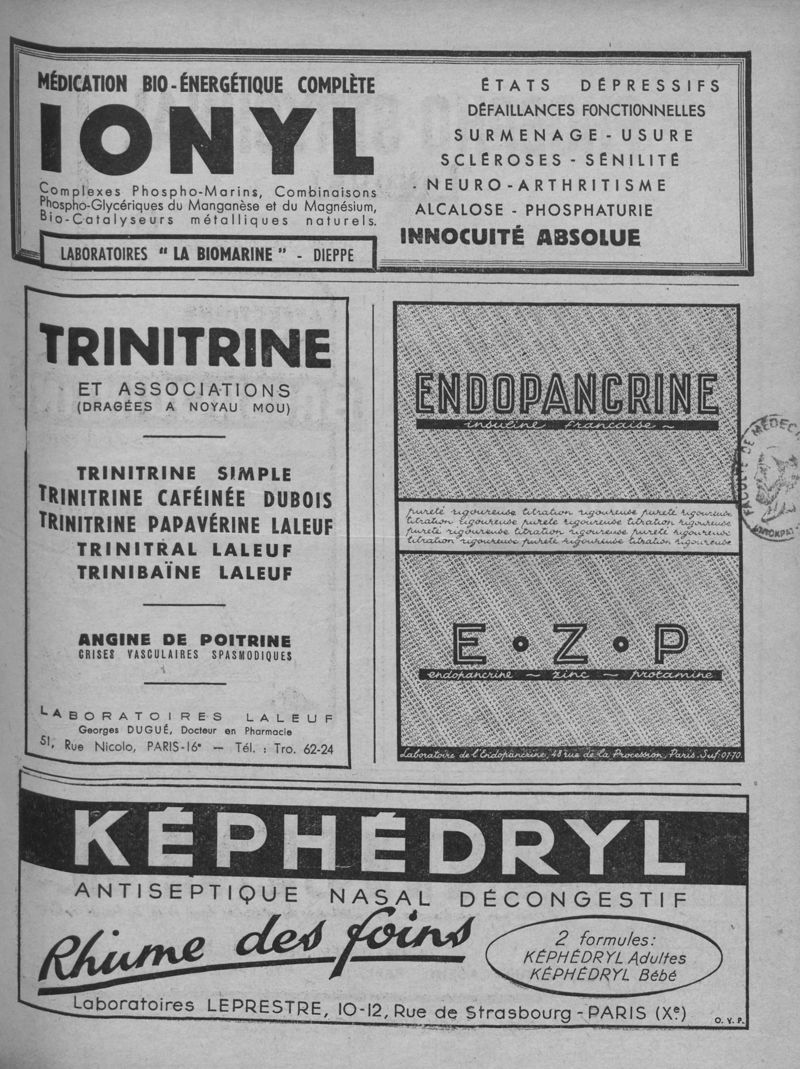 MÉDICATION BIO-ÉNERGÉTIQUE COMPLÈTE
IONYL
Complexes Phospho-Marins, Combinaisons
Phospho-Glycériques du Manganèse et du Magnésium,
Bio-Catalyseurs métalliques naturels.
LABORATOIRES "LA BIOMARINE" - DIEPPE
ÉTATS DÉPRESSIFS
DÉFAILLANCES FONCTIONNELLES
SURMENAGE - USURE
SCLÉROSES - SÉNILITÉ
NEURO-ARTHRITISME
ALCALOSE - PHOSPHATURIE
INNOCUITÉ ABSOLUE
TRINITRINE
ET ASSOCIATIONS
(DRAGÉES A NOYAU MOU)
TRINITRINE SIMPLE
TRINITRINE CAFÉINÉE DUBOIS
TRINITRINE PAPAVÉRINE LALEUF
TRINITRAL LALEUF
TRINIBAÏNE LALEUF
ANGINE DE POITRINE
CRISES VASCULAIRES SPASMODIQUES
LABORATOIRES LALEUF
Georges DUGUÉ, Docteur en Pharmacie
51, Rue Nicolo, PARIS-16e — Tél. : Tro. 62-24
ENDOPANCRINE
insuline française ~
pureté rigoureuse titration rigoureuse pureté rigoureuse
titration rigoureuse pureté rigoureuse titration rigoureuse
pureté rigoureuse titration rigoureuse pureté rigoureuse
titration rigoureuse pureté rigoureuse titration rigoureuse
E·Z·P
endopancrine ~ zinc ~ protamine
Laboratoire de l'Endopancrine, 48 rue de la Procession, Paris. Suf. 07-70.
FACULTÉ DE MÉDECI
KÉPHÉDRYL
ANTISEPTIQUE NASAL DÉCONGESTIF
Rhume des foins
2 formules:
KÉPHÉDRYL Adultes
KÉPHÉDRYL Bébé
Laboratoires LEPRESTRE, 10-12, Rue de Strasbourg - PARIS (Xe)
O. V. P.